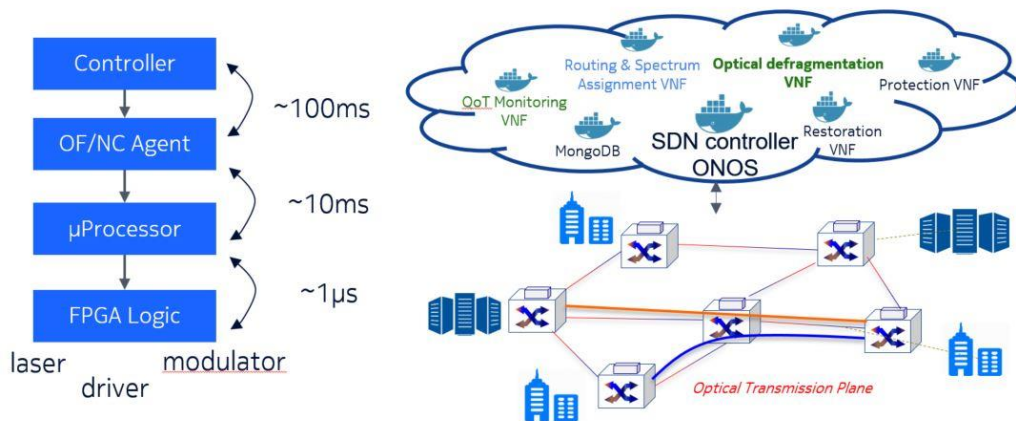 Controller
~100ms
OF/NC Agent
~10ms
µProcessor
~1µs
FPGA Logic
laser
modulator
driver
Routing & Spectrum
Assignment VNF
Optical defragmentation
VNF
QoT Monitoring
VNF
Protection VNF
MongoDB
SDN controller
ONOS
Restoration
VNF
Optical Transmission Plane